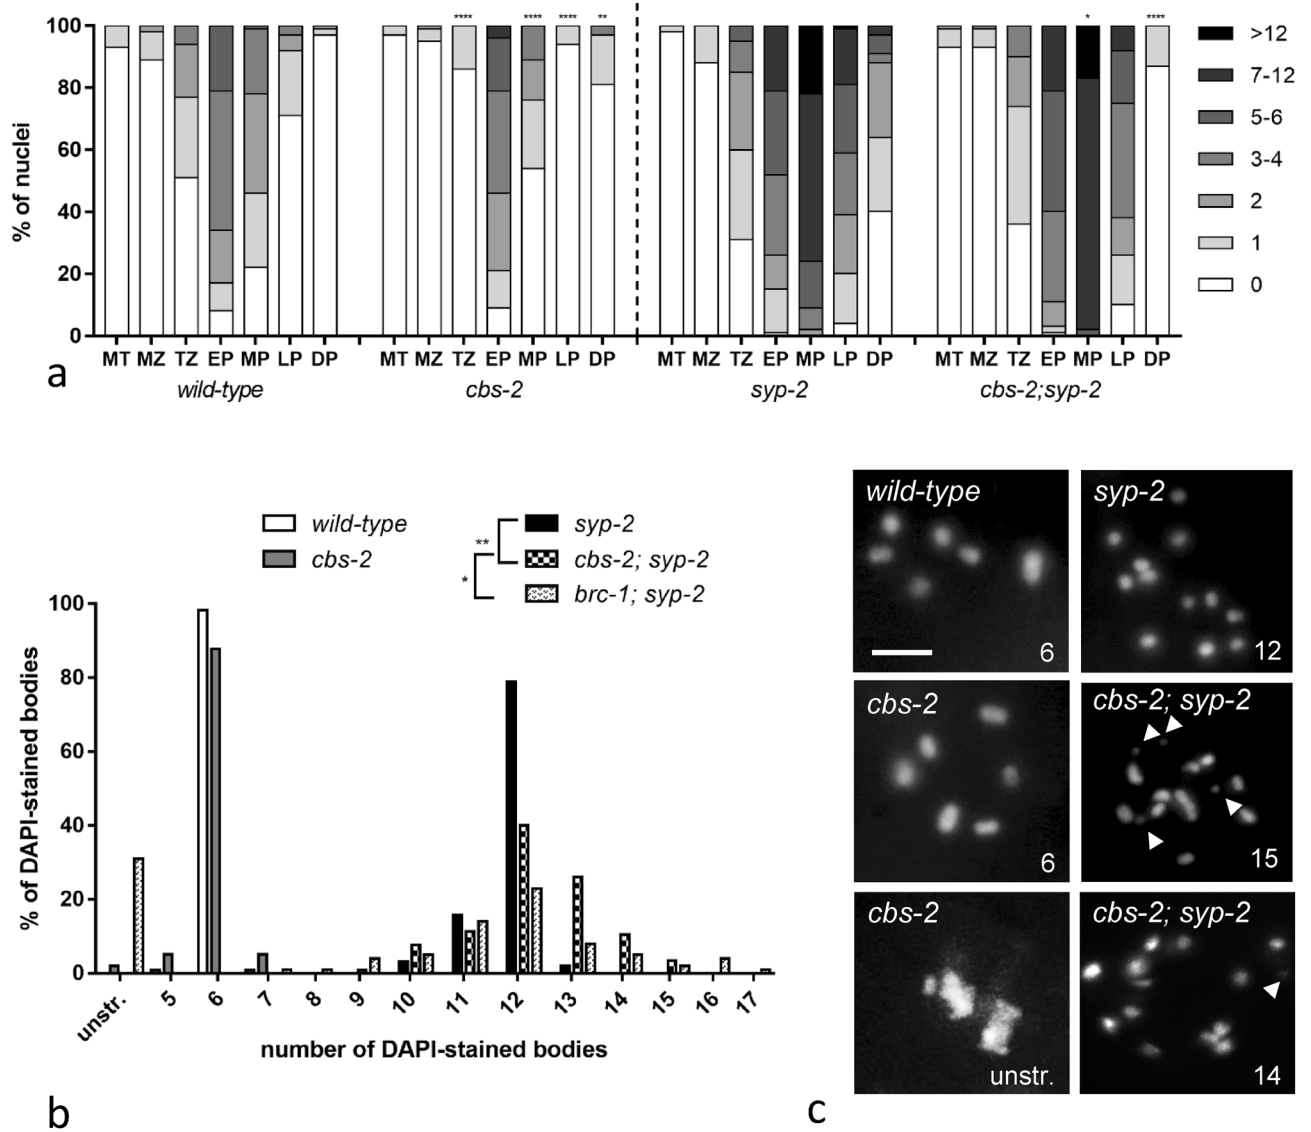 **** **** **** ** * ****
100
80
60
40
20
0
% of nuclei
MT MZ TZ EP MP LP DP MT MZ TZ EP MP LP DP MT MZ TZ EP MP LP DP MT MZ TZ EP MP LP DP
wild-type cbs-2 syp-2 cbs-2;syp-2
>12
7-12
5-6
3-4
2
1
0
a
wild-type
cbs-2
syp-2
cbs-2; syp-2
brc-1; syp-2
**
*
100
80
60
40
20
0
% of DAPI-stained bodies
unstr. 5 6 7 8 9 10 11 12 13 14 15 16 17
number of DAPI-stained bodies
b
wild-type
6
syp-2
12
cbs-2
6
cbs-2; syp-2
15
cbs-2
unstr.
cbs-2; syp-2
14
c